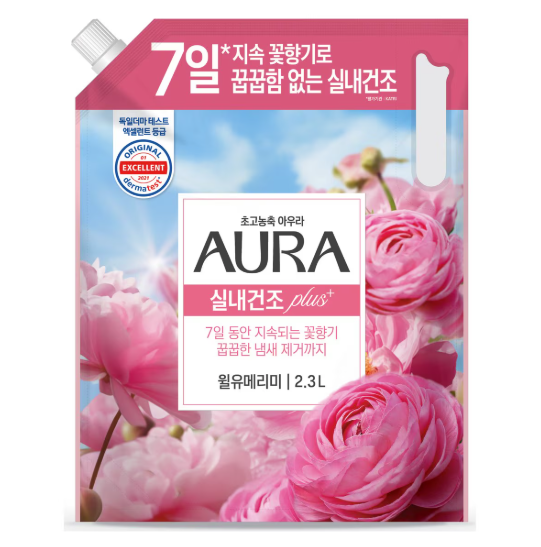 7일*
지속 꽃향기로
꿉꿉함 없는 실내건조
독일더마 테스트
엑셀런트 등급
ORIGINAL
BY
EXCELLENT
2021
dermatest
초고농축 아우라
AURA
실내건조 plus+
7일 동안 지속되는 꽃향기
꿉꿉한 냄새 제거까지
윌유메리미 | 2.3L